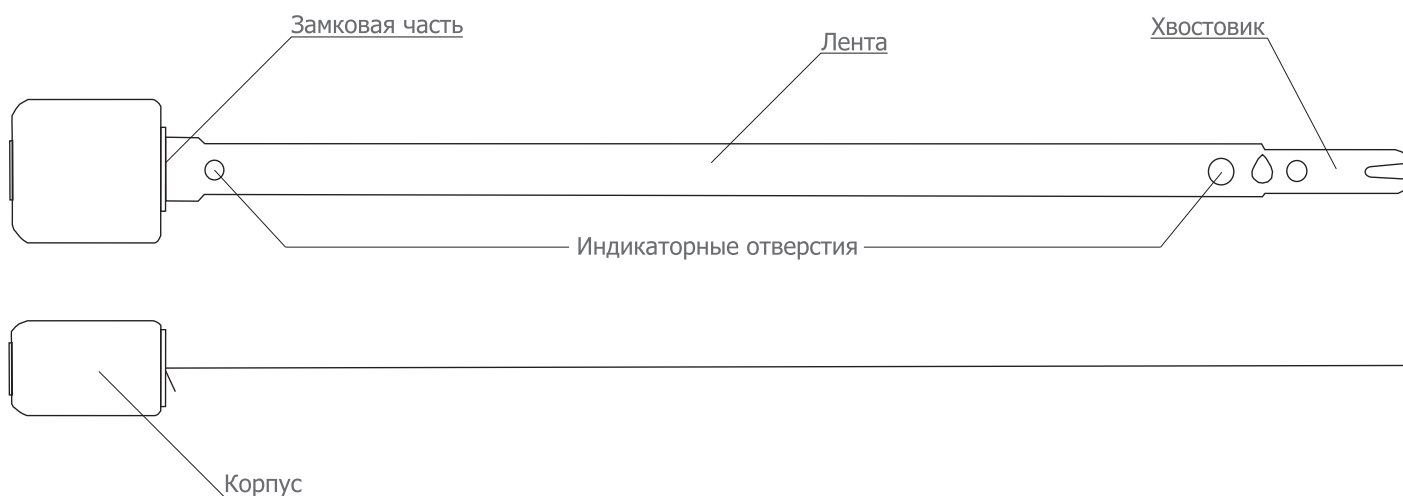 Замковая часть
Лента
Хвостовик
Индикаторные отверстия
Корпус